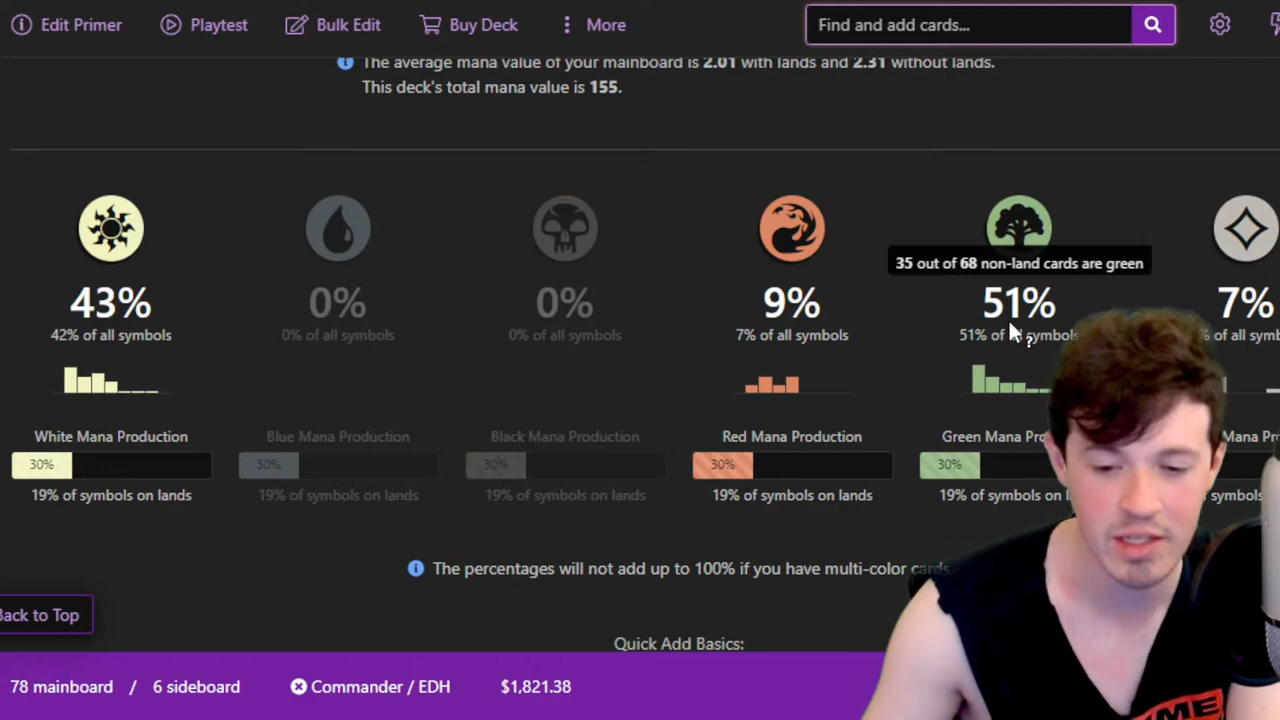 Edit Primer Playtest Bulk Edit Buy Deck More Find and add cards...
The average mana value of your mainboard is 2.01 with lands and 2.31 without lands.
This deck's total mana value is 155.
35 out of 68 non-land cards are green
43% 0% 0% 9% 51% 7%
42% of all symbols 0% of all symbols 0% of all symbols 7% of all symbols 51% of all symbols of all sym
White Mana Production Blue Mana Production Black Mana Production Red Mana Production Green Mana Pro Mana Pro
30% 30% 30% 30% 30%
19% of symbols on lands 19% of symbols on lands 19% of symbols on lands 19% of symbols on lands 19% of symbols on symbols
The percentages will not add up to 100% if you have multi-color cards
Back to Top
Quick Add Basics:
78 mainboard / 6 sideboard Commander / EDH $1,821.38